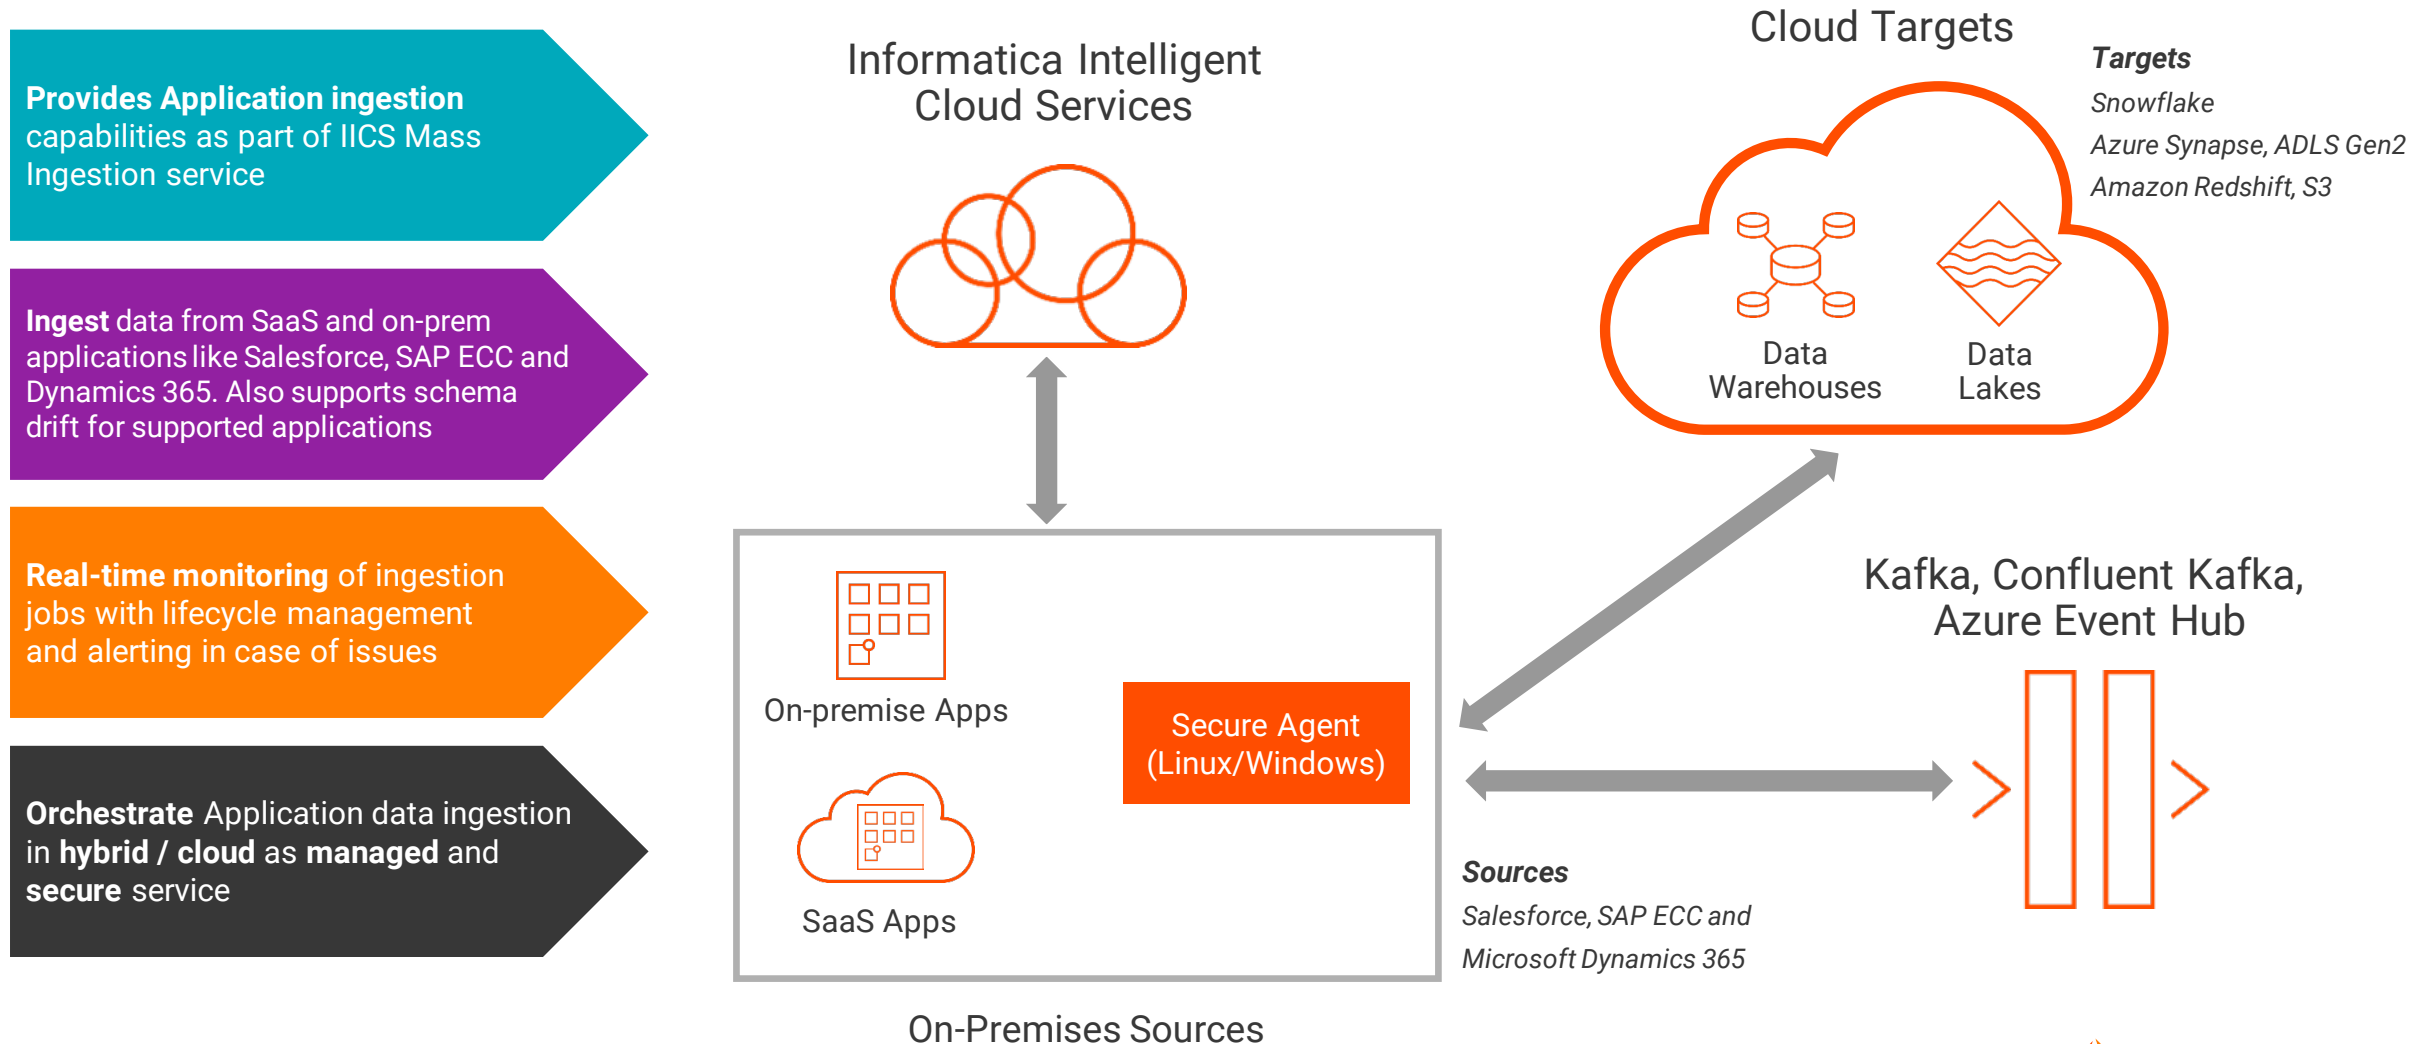 Provides Application ingestion
capabilities as part of IICS Mass
Ingestion service
Ingest data from SaaS and on-prem
applications like Salesforce, SAP ECC and
Dynamics 365. Also supports schema
drift for supported applications
Real-time monitoring of ingestion
jobs with lifecycle management
and alerting in case of issues
Orchestrate Application data ingestion
in hybrid / cloud as managed and
secure service
Informatica Intelligent
Cloud Services
On-premise Apps
SaaS Apps
Secure Agent
(Linux/Windows)
On-Premises Sources
Cloud Targets
Targets
Snowflake
Azure Synapse, ADLS Gen2
Amazon Redshift, S3
Data
Warehouses
Data
Lakes
Kafka, Confluent Kafka,
Azure Event Hub
Sources
Salesforce, SAP ECC and
Microsoft Dynamics 365